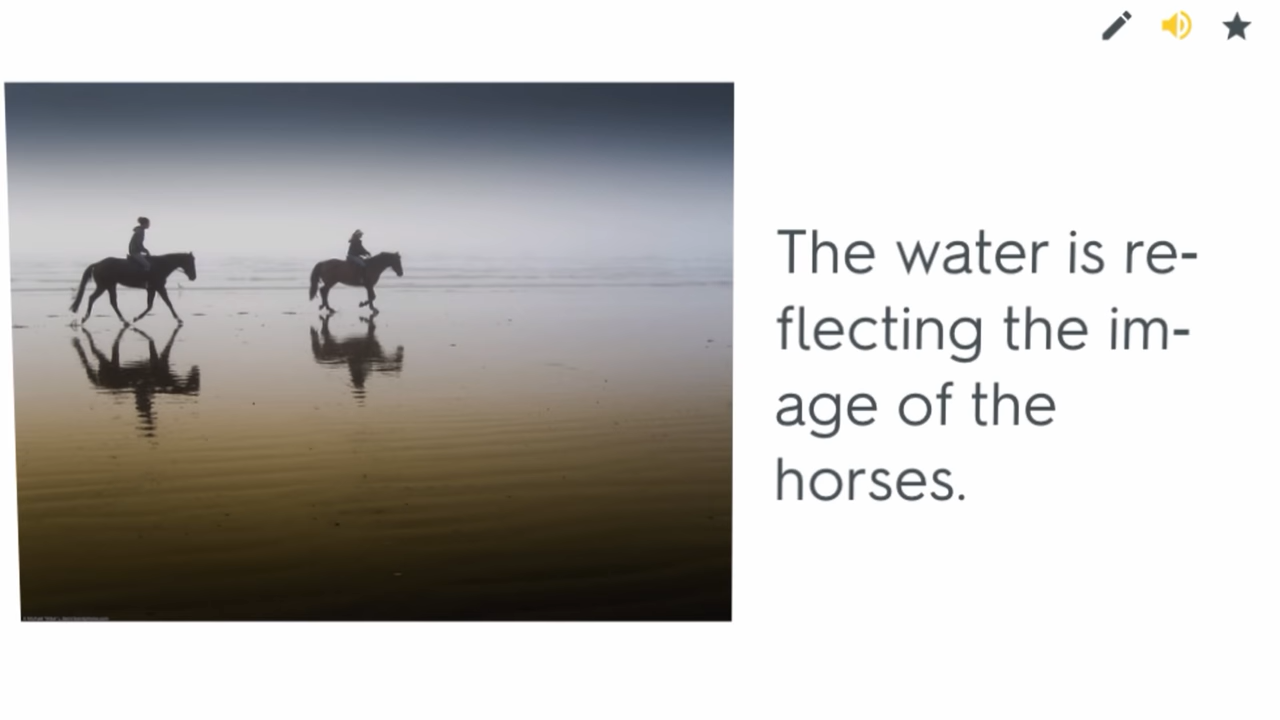 The water is re-
flecting the im-
age of the
horses.